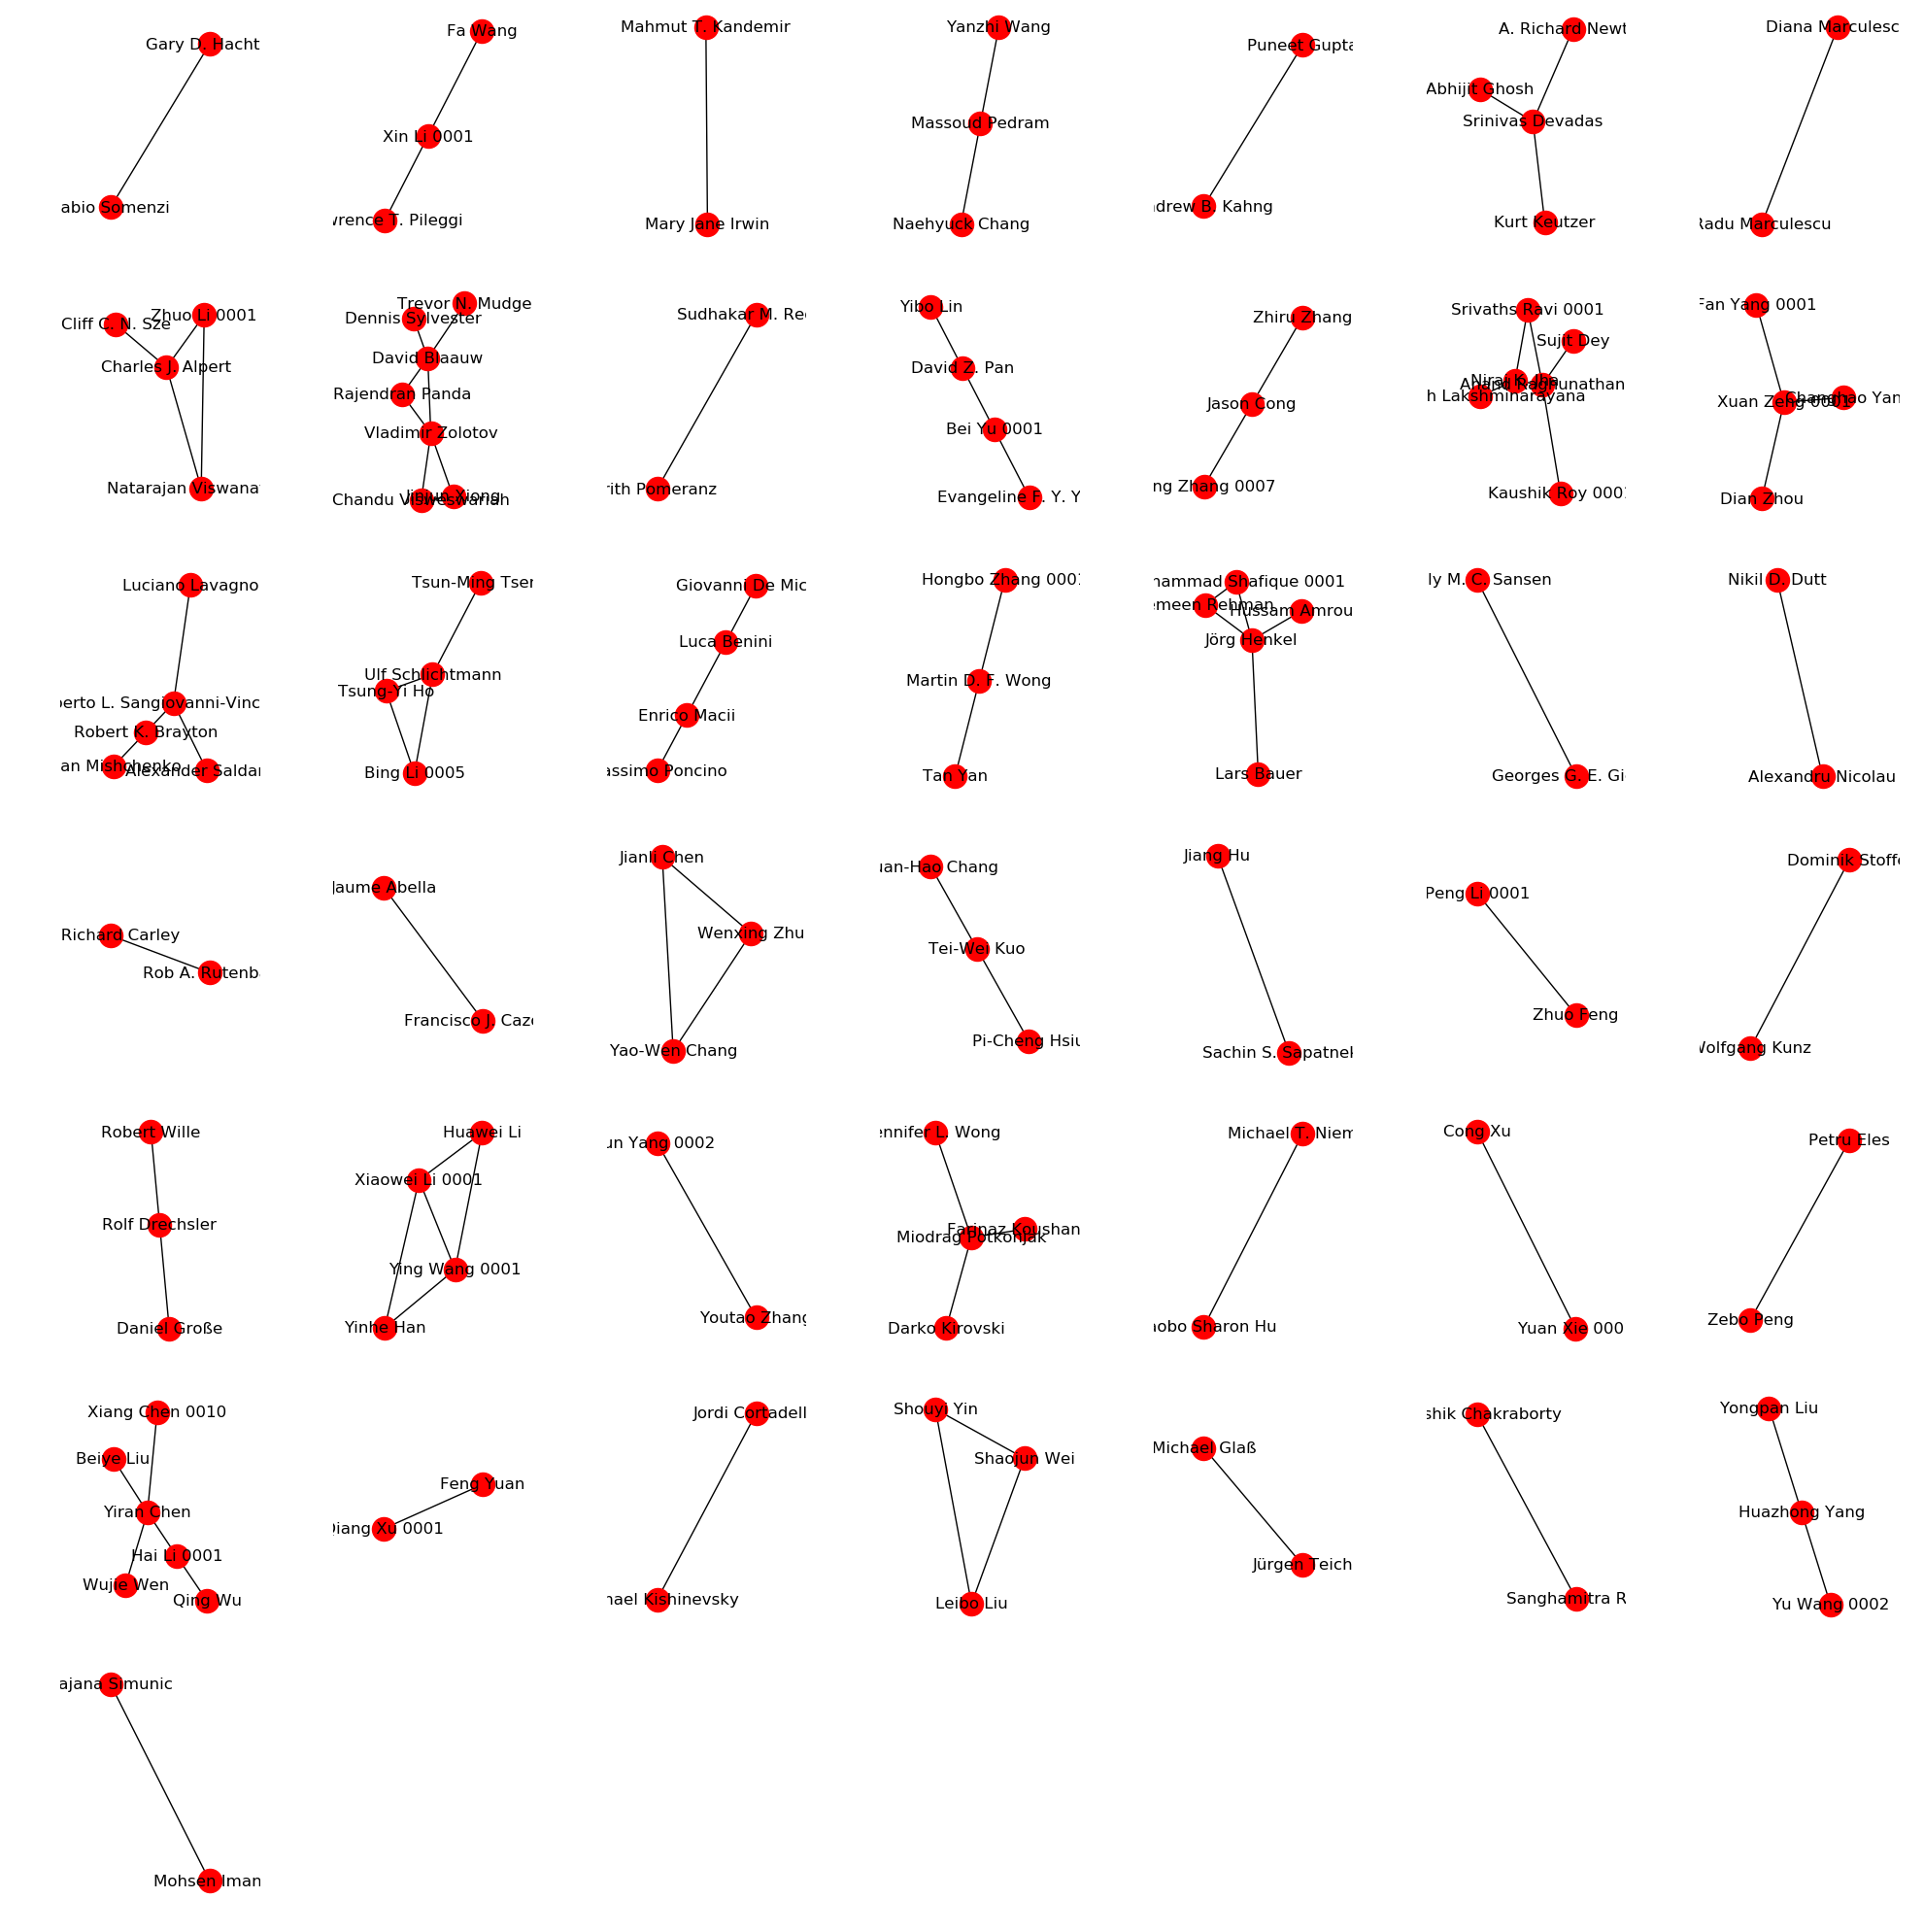 Gary D. Hacht
abio Somenzi
Fa Wang
Xin Li 0001
wrence T. Pileggi
Mahmut T. Kandemir
Mary Jane Irwin
Yanzhi Wang
Massoud Pedram
Naehyuck Chang
Puneet Gupta
ndrew B. Kahng
A. Richard Newt
Abhijit Ghosh
Srinivas Devadas
Kurt Keutzer
Diana Marculesc
Radu Marculescu
Zhuo Li 0001
Cliff C. N. Sze
Charles J. Alpert
Natarajan Viswanat
Trevor N. Mudge
Dennis Sylvester
David Blaauw
Rajendran Panda
Vladimir Zolotov
Jinjun Xiong
Chandu Visweswariah
Sudhakar M. Re
rith Pomeranz
Yibo Lin
David Z. Pan
Bei Yu 0001
Evangeline F. Y. Y
Zhiru Zhang
Jason Cong
ng Zhang 0007
Srivaths Ravi 0001
Sujit Dey
Niraj K. Jha
Anand Raghunathan
h Lakshminarayana
Kaushik Roy 0001
Fan Yang 0001
Changhao Yan
Xuan Zeng 0001
Dian Zhou
Luciano Lavagno
berto L. Sangiovanni-Vinc
Robert K. Brayton
an Mishchenko
Alexander Saldan
Tsun-Ming Tser
Ulf Schlichtmann
Tsung-Yi Ho
Bing Li 0005
Giovanni De Mic
Luca Benini
Enrico Macii
assimo Poncino
Hongbo Zhang 0001
Martin D. F. Wong
Tan Yan
hammad Shafique 0001
emeen Rehman
Hussam Amrou
Jörg Henkel
Lars Bauer
ly M. C. Sansen
Georges G. E. Gi
Nikil D. Dutt
Alexandru Nicolau
Richard Carley
Rob A. Rutenb
Jaume Abella
Francisco J. Cazo
Jianli Chen
Wenxing Zhu
Yao-Wen Chang
uan-Hao Chang
Tei-Wei Kuo
Pi-Cheng Hsiu
Jiang Hu
Sachin S. Sapatnek
Peng Li 0001
Zhuo Feng
Dominik Stoffe
Wolfgang Kunz
Robert Wille
Rolf Drechsler
Daniel Große
Huawei Li
Xiaowei Li 0001
Ying Wang 0001
Yinhe Han
un Yang 0002
Youtao Zhang
ennifer L. Wong
Farinaz Koushan
Miodrag Potkonjak
Darko Kirovski
Michael T. Niem
aobo Sharon Hu
Cong Xu
Yuan Xie 000
Petru Eles
Zebo Peng
Xiang Chen 0010
Beiye Liu
Yiran Chen
Hai Li 0001
Wujie Wen
Qing Wu
Feng Yuan
Qiang Xu 0001
Jordi Cortadell
hael Kishinevsky
Shouyi Yin
Shaojun Wei
Leibo Liu
Michael Glaß
Jürgen Teich
shik Chakraborty
Sanghamitra R
Yongpan Liu
Huazhong Yang
Yu Wang 0002
ajana Simunic
Mohsen Iman